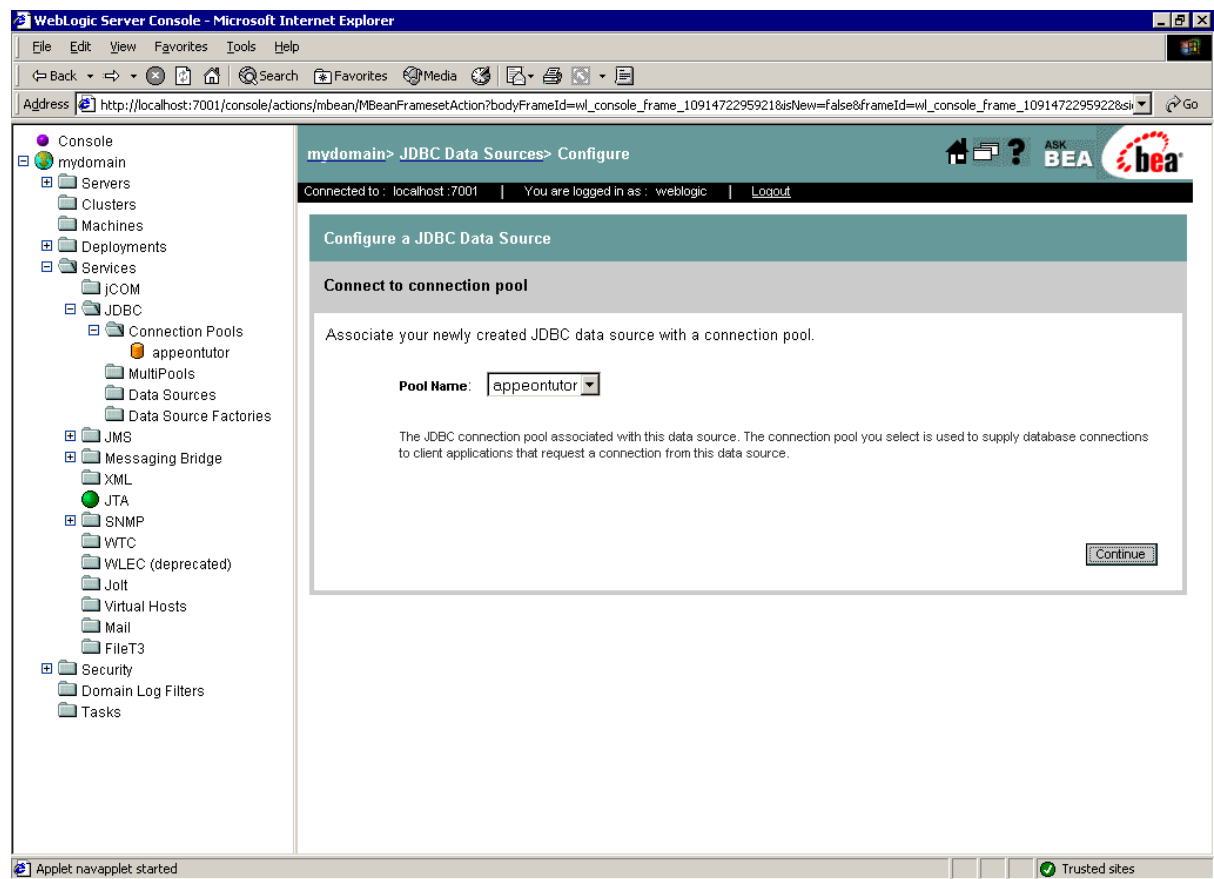 WebLogic Server Console - Microsoft Internet Explorer
File Edit View Favorites Tools Help
Back Search Favorites Media
Address http://localhost:7001/console/actions/mbean/MBeanFramesetAction?bodyFrameId=wl_console_frame_1091472295921&isNew=false&frameId=wl_console_frame_1091472295922&si Go
Console
mydomain
Servers
Clusters
Machines
Deployments
Services
jCOM
JDBC
Connection Pools
appeontutor
MultiPools
Data Sources
Data Source Factories
JMS
Messaging Bridge
XML
JTA
SNMP
WTC
WLEC (deprecated)
Jolt
Virtual Hosts
Mail
FileT3
Security
Domain Log Filters
Tasks
mydomain> JDBC Data Sources> Configure
? ASK BEA bea
Connected to : localhost :7001 | You are logged in as : weblogic | Logout
Configure a JDBC Data Source
Connect to connection pool
Associate your newly created JDBC data source with a connection pool.
Pool Name: appeontutor
The JDBC connection pool associated with this data source. The connection pool you select is used to supply database connections
to client applications that request a connection from this data source.
Continue
Applet navapplet started
Trusted sites